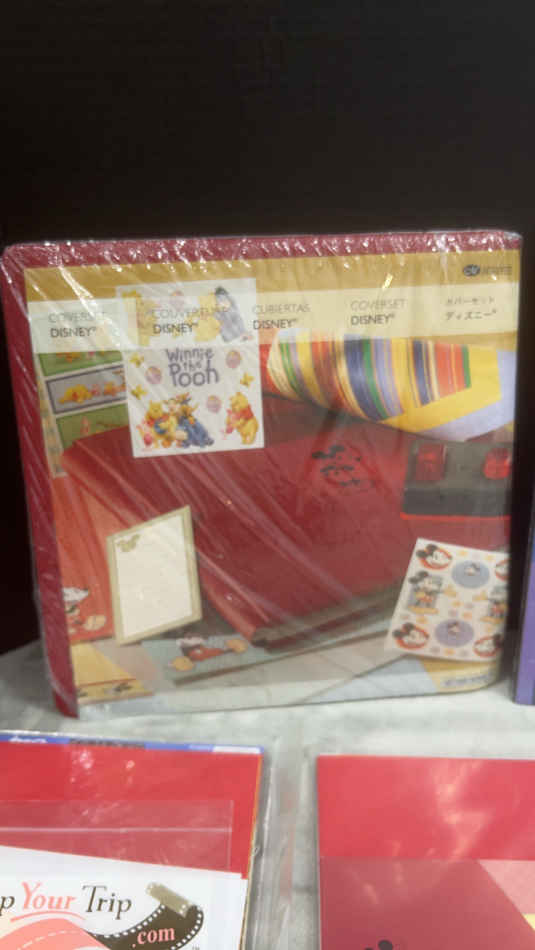 COVERSET
DISNEY®
COUVERTURE
DISNEY®
CUBIERTAS
DISNEY®
COVERSET
DISNEY®
カバーセット
ディズニー®
Winnie
the
Pooh
p Your Trip
.com